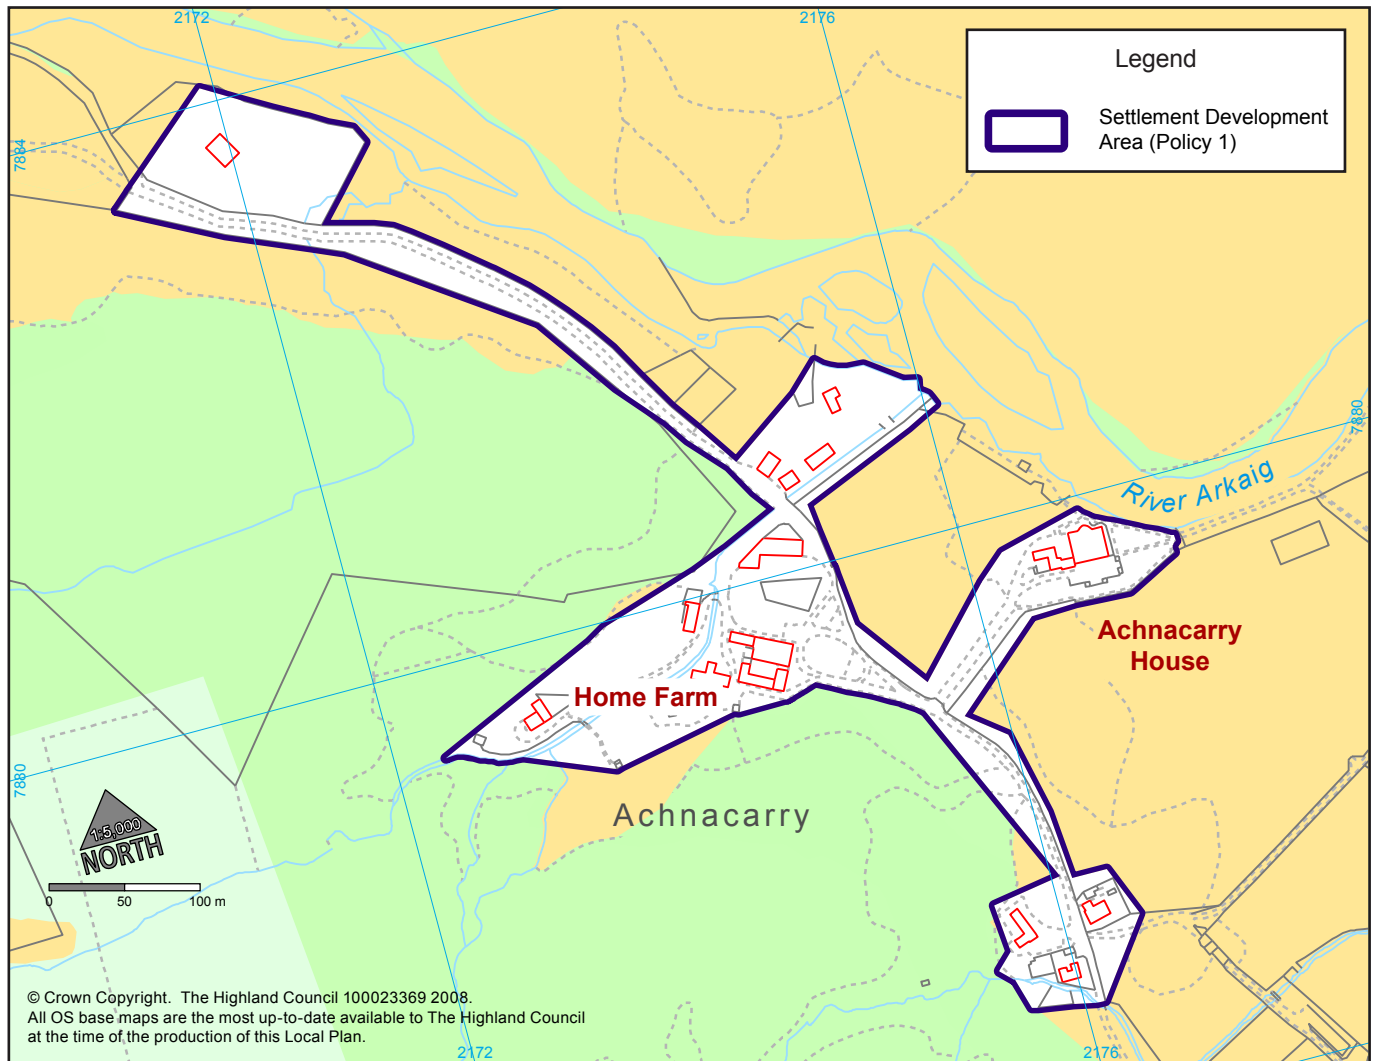 2172
2176
Legend
Settlement Development
Area (Policy 1)
7884
7880
River Arkaig
Achnacarry
House
Home Farm
7880
Achnacarry
1:5,000
NORTH
0 50 100 m
© Crown Copyright. The Highland Council 100023369 2008.
All OS base maps are the most up-to-date available to The Highland Council
at the time of the production of this Local Plan.
2172
2176